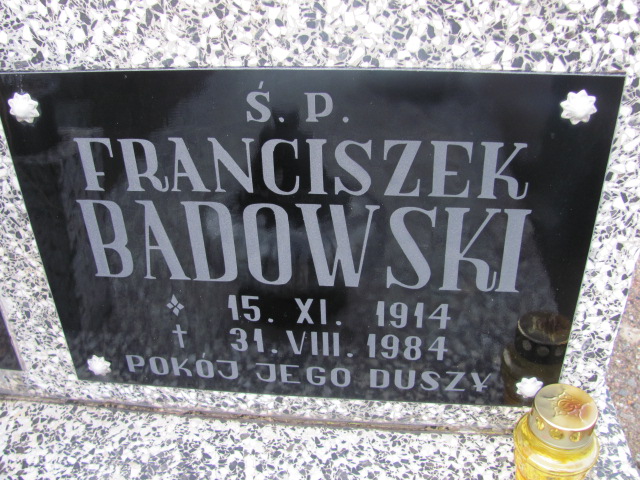 Ś. P.
FRANCISZEK
BADOWSKI
15. XI. 1914
† 31. VIII. 1984
POKÓJ JEGO DUSZY